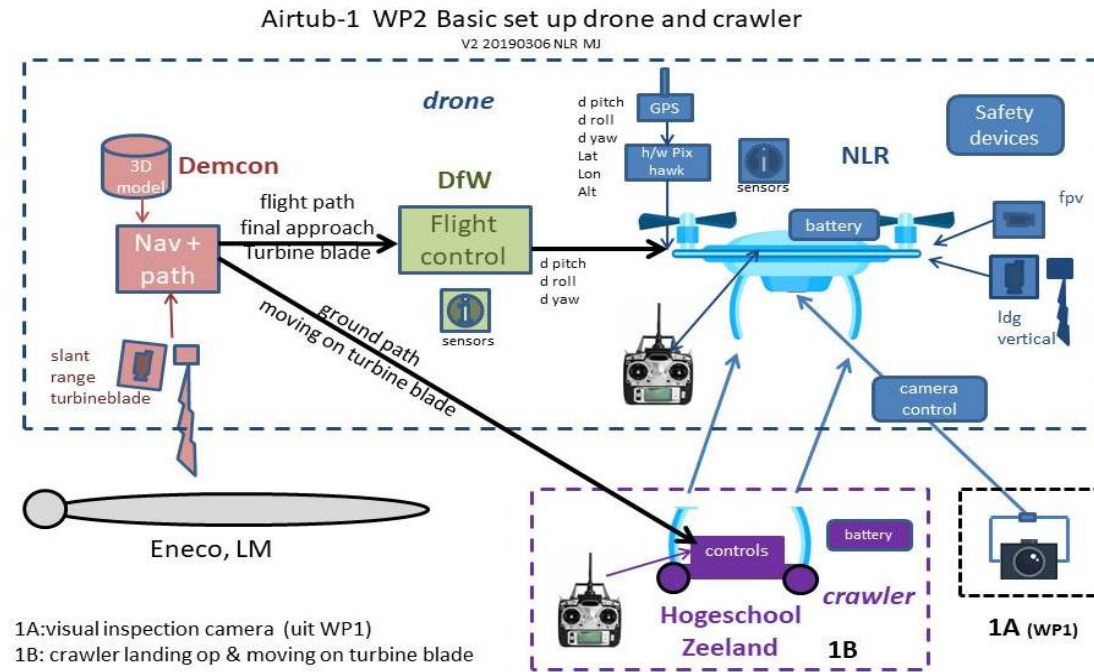 Airtub-1 WP2 Basic set up drone and crawler
V2 20190306 NLR MJ
drone
3D
model
Demcon
Nav +
path
flight path
final approach
Turbine blade
DfW
Flight
control
sensors
d pitch
d roll
d yaw
d pitch
d roll
d yaw
Lat
Lon
Alt
GPS
h/w Pix
hawk
sensors
NLR
Safety
devices
battery
fpv
ldg
vertical
slant
range
turbineblade
ground path
moving on turbine blade
camera
control
Eneco, LM
controls
battery
crawler
Hogeschool
Zeeland
1B
1A (WP1)
1A:visual inspection camera (uit WP1)
1B: crawler landing op & moving on turbine blade